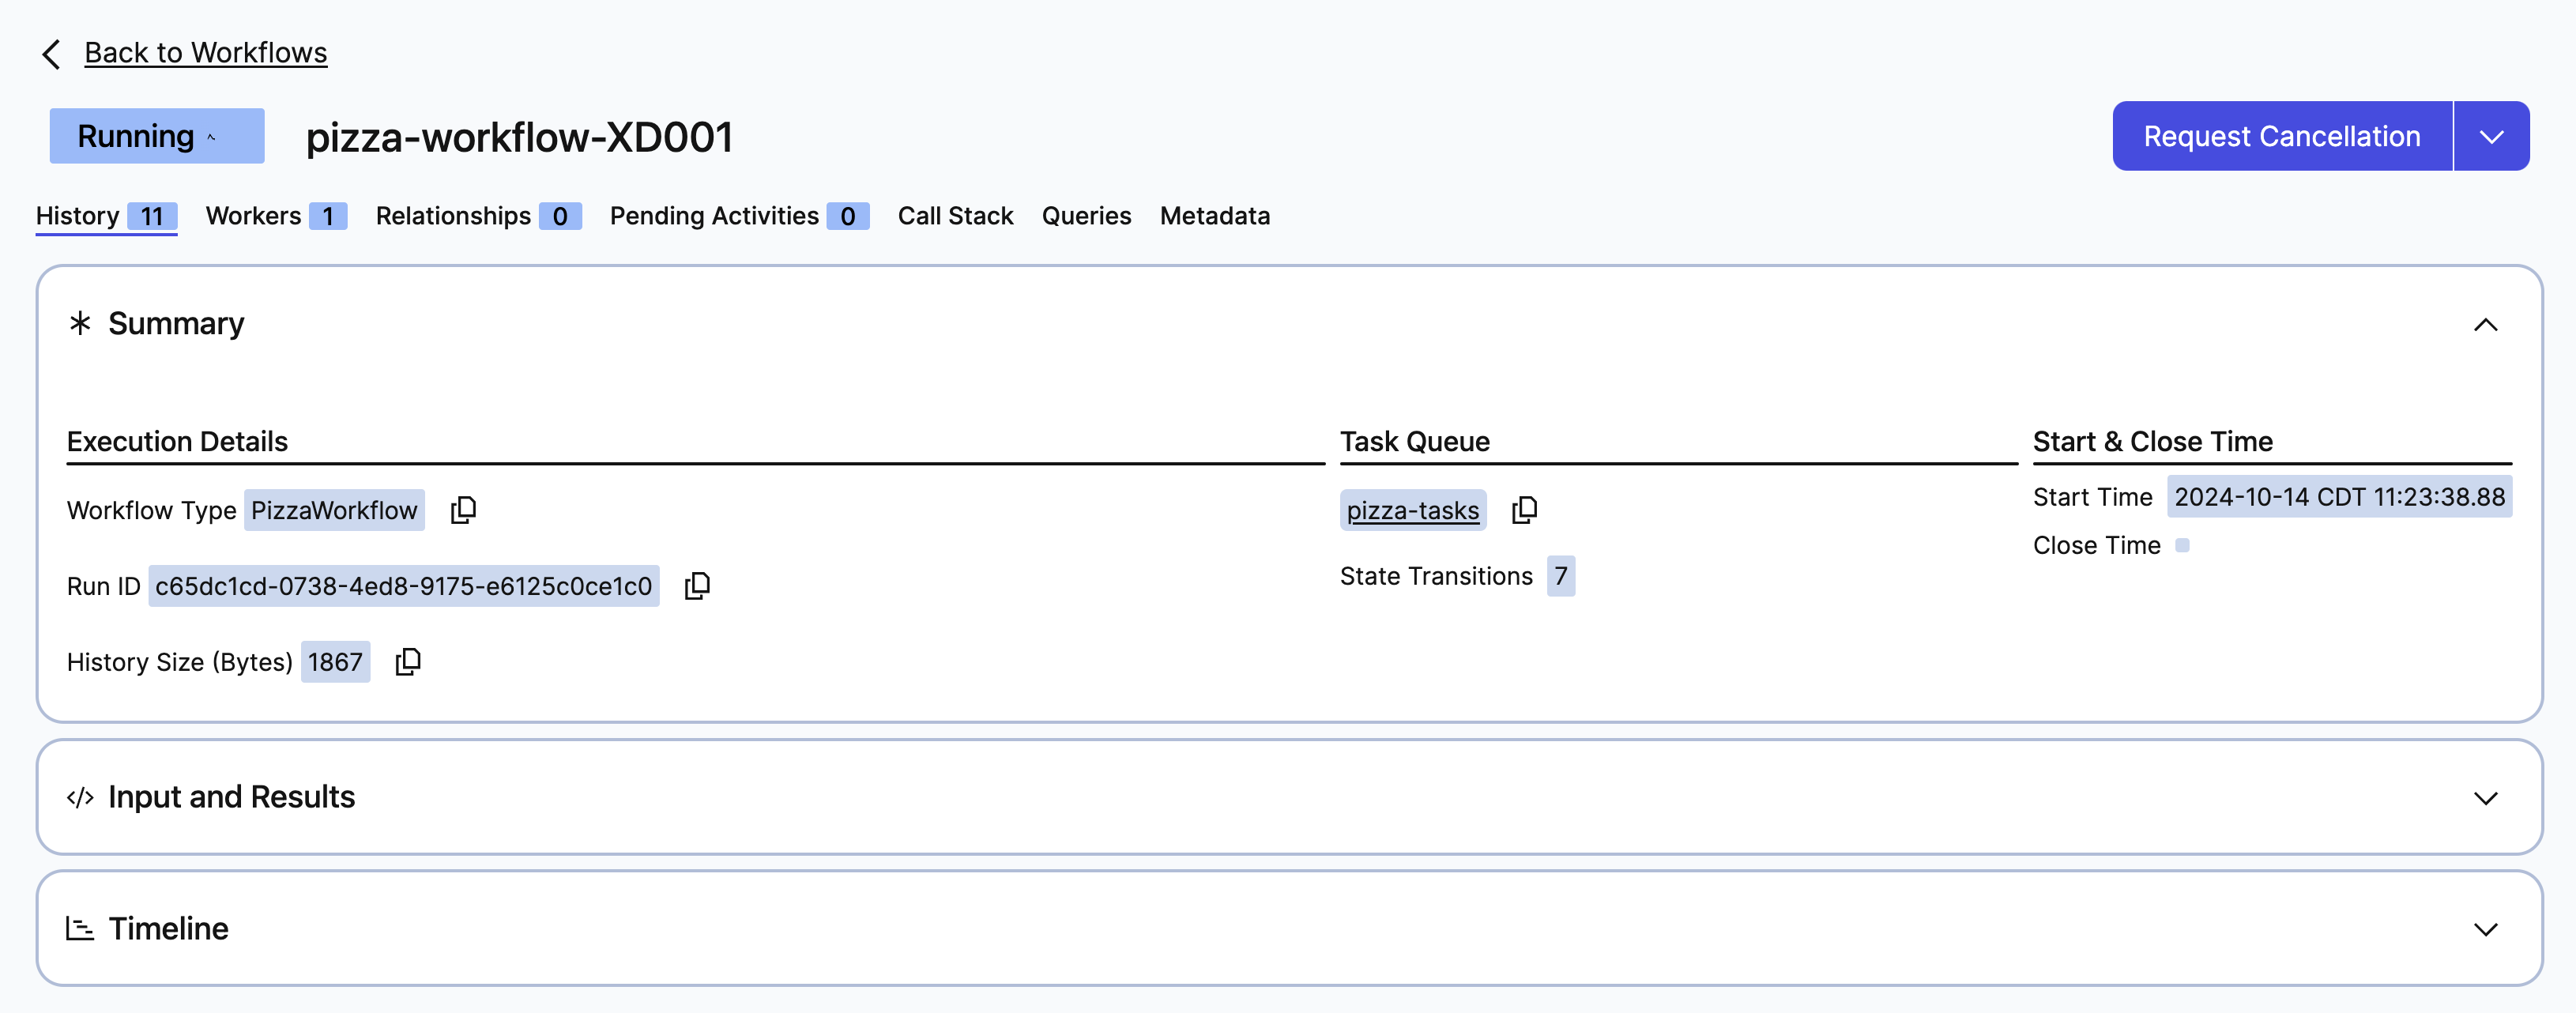 Back to Workflows
Running pizza-workflow-XD001 Request Cancellation
History 11 Workers 1 Relationships 0 Pending Activities 0 Call Stack Queries Metadata
Summary
Execution Details Task Queue Start & Close Time
Workflow Type PizzaWorkflow pizza-tasks Start Time 2024-10-14 CDT 11:23:38.88
Close Time
Run ID c65dc1cd-0738-4ed8-9175-e6125c0ce1c0 State Transitions 7
History Size (Bytes) 1867
</> Input and Results
Timeline